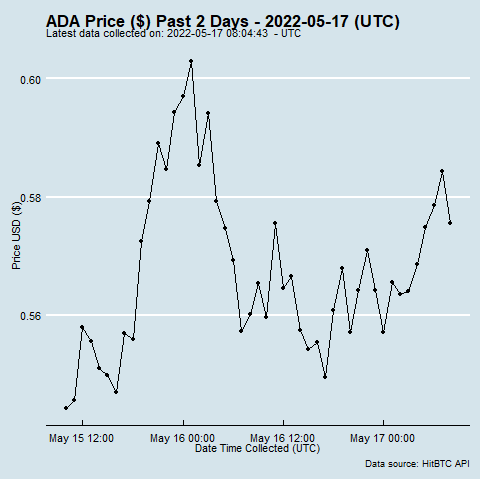 ADA Price ($) Past 2 Days - 2022-05-17 (UTC)
Latest data collected on: 2022-05-17 08:04:43 - UTC
0.60
0.58
0.56
Price USD ($)
May 15 12:00 May 16 00:00 May 16 12:00 May 17 00:00
Date Time Collected (UTC)
Data source: HitBTC API